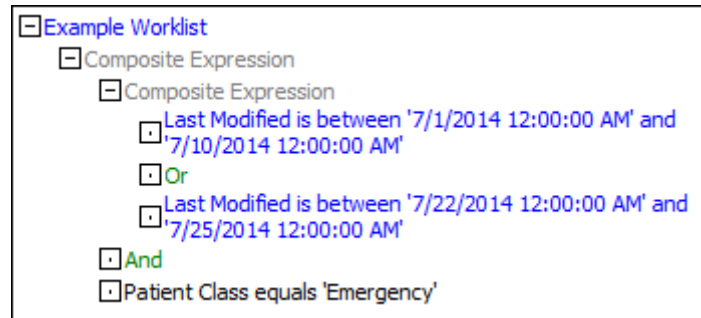 Example Worklist
Composite Expression
Composite Expression
Last Modified is between '7/1/2014 12:00:00 AM' and
'7/10/2014 12:00:00 AM'
Or
Last Modified is between '7/22/2014 12:00:00 AM' and
'7/25/2014 12:00:00 AM'
And
Patient Class equals 'Emergency'